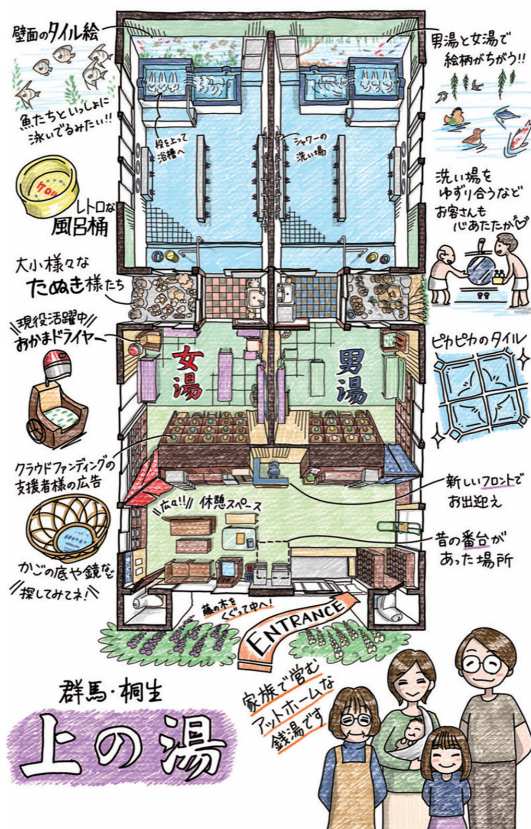 壁面のタイル絵
魚たちといっしょに
泳いでるみたい!!
男湯と女湯で
絵柄がちがう!!
段を上って
浴槽へ
シャワーの
洗い場
ケロリン
レトロな
風呂桶
洗い場を
ゆずり合うなど
お客さんも
心あたたか
大小様々な
たぬき様たち
現役活躍中
おかまドライヤー
女湯
男湯
ピカピカのタイル
クラウドファンディングの
支援者様の広告
広々!! 休憩スペース
新しいフロントで
お出迎え
昔の番台が
あった場所
かごの底や鏡など
探してみてネ!
藤の木を
くぐって中へ!
ENTRANCE
群馬・桐生
上の湯
家族で営む
アットホームな
銭湯です